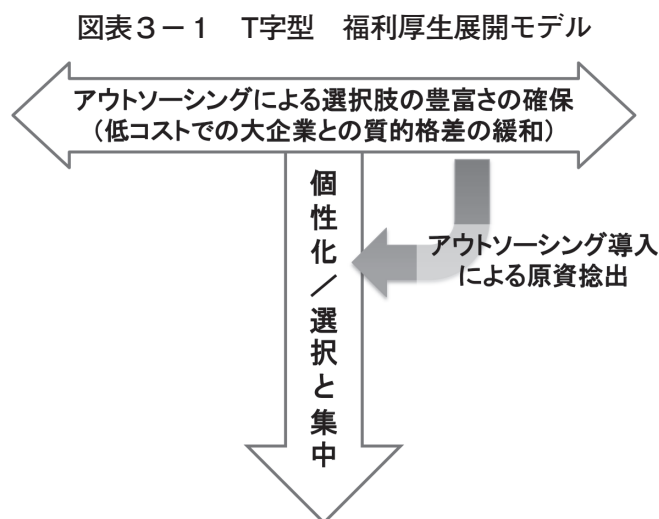 図表3－1　T字型　福利厚生展開モデル
アウトソーシングによる選択肢の豊富さの確保
（低コストでの大企業との質的格差の緩和）
個性化／選択と集中
アウトソーシング導入
による原資捻出